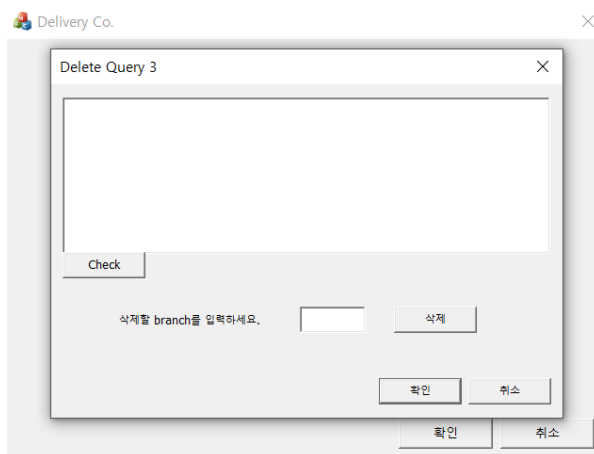 Delivery Co.
Delete Query 3
Check
삭제할 branch를 입력하세요.
삭제
확인 취소
확인 취소